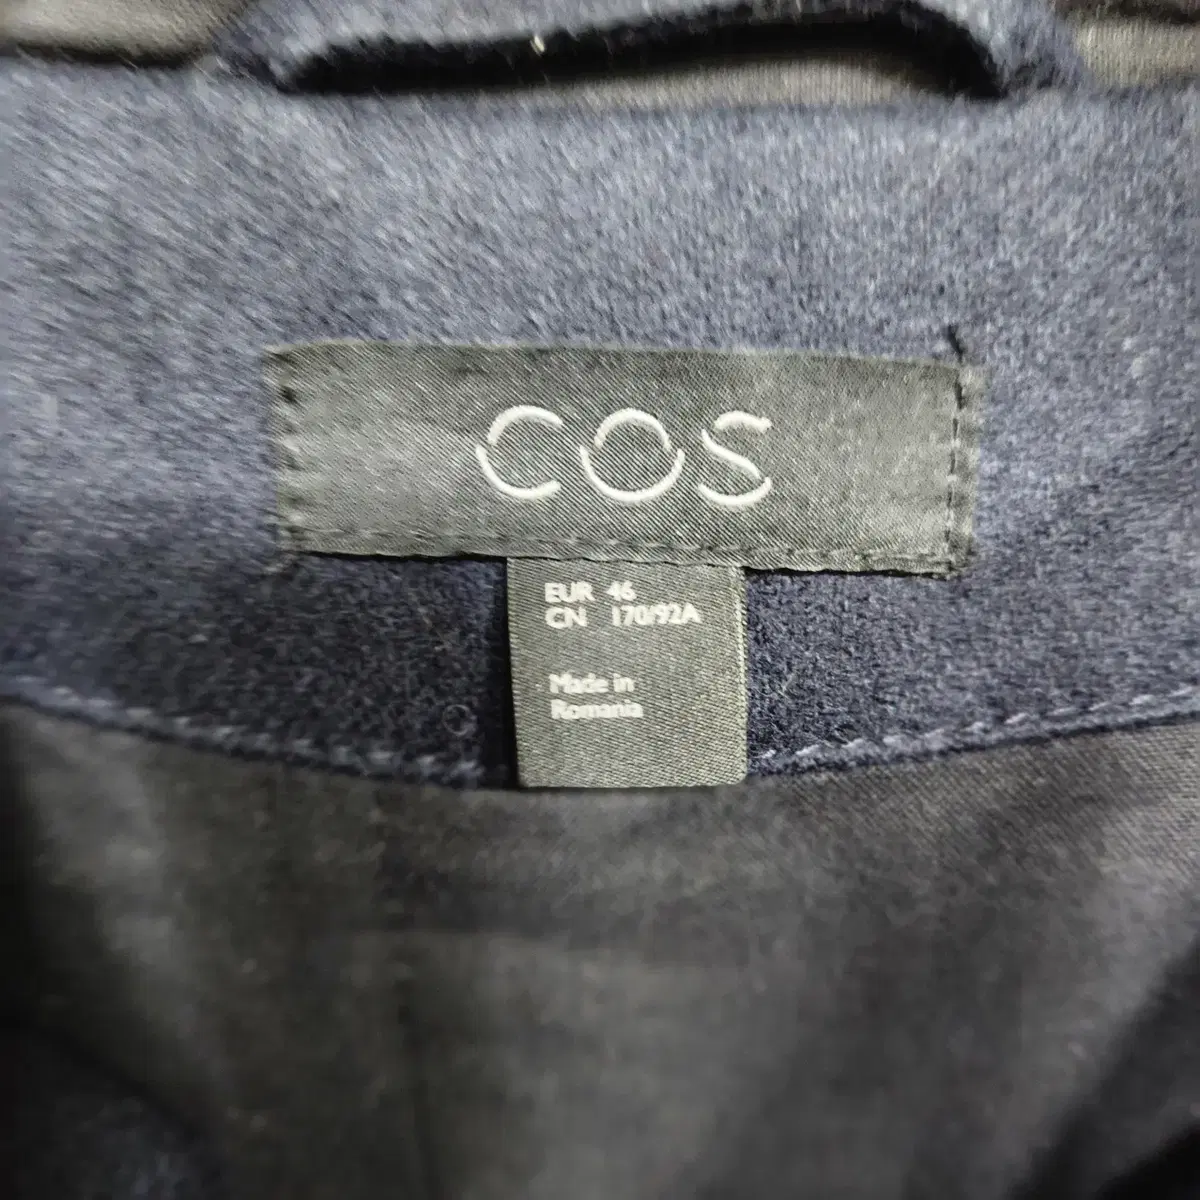 COS
EUR 46
CN 170/92A
Made in
Romania